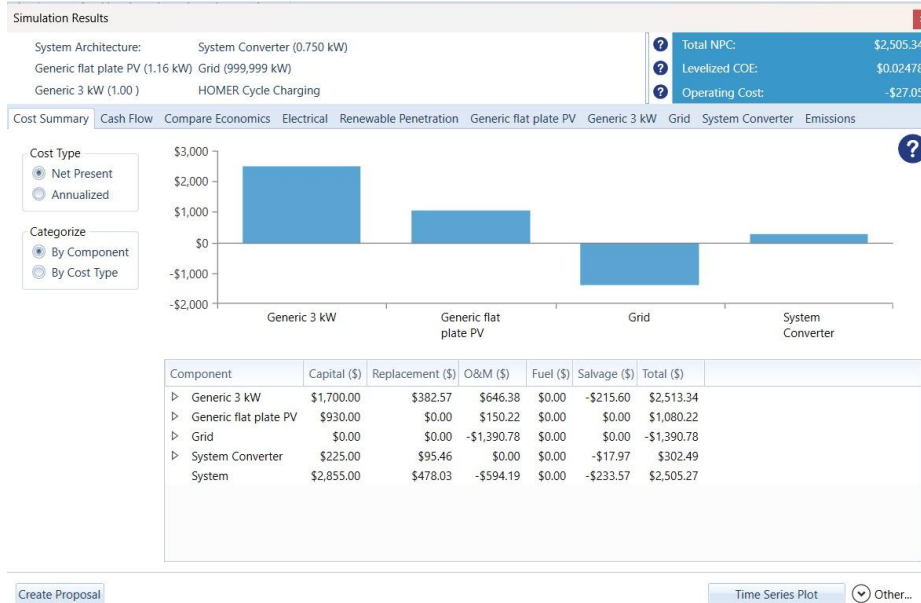 Simulation Results
System Architecture: System Converter (0.750 kW)
Generic flat plate PV (1.16 kW) Grid (999,999 kW)
Generic 3 kW (1.00 ) HOMER Cycle Charging
? Total NPC: $2,505.34
? Levelized COE: $0.02478
? Operating Cost: -$27.05
Cost Summary Cash Flow Compare Economics Electrical Renewable Penetration Generic flat plate PV Generic 3 kW Grid System Converter Emissions
Cost Type
Net Present
Annualized
Categorize
By Component
By Cost Type
?
$3,000
$2,000
$1,000
$0
-$1,000
-$2,000
Generic 3 kW Generic flat plate PV Grid System Converter
Component Capital ($) Replacement ($) O&M ($) Fuel ($) Salvage ($) Total ($)
Generic 3 kW $1,700.00 $382.57 $646.38 $0.00 -$215.60 $2,513.34
Generic flat plate PV $930.00 $0.00 $150.22 $0.00 $0.00 $1,080.22
Grid $0.00 $0.00 -$1,390.78 $0.00 $0.00 -$1,390.78
System Converter $225.00 $95.46 $0.00 $0.00 -$17.97 $302.49
System $2,855.00 $478.03 -$594.19 $0.00 -$233.57 $2,505.27
Create Proposal Time Series Plot Other...